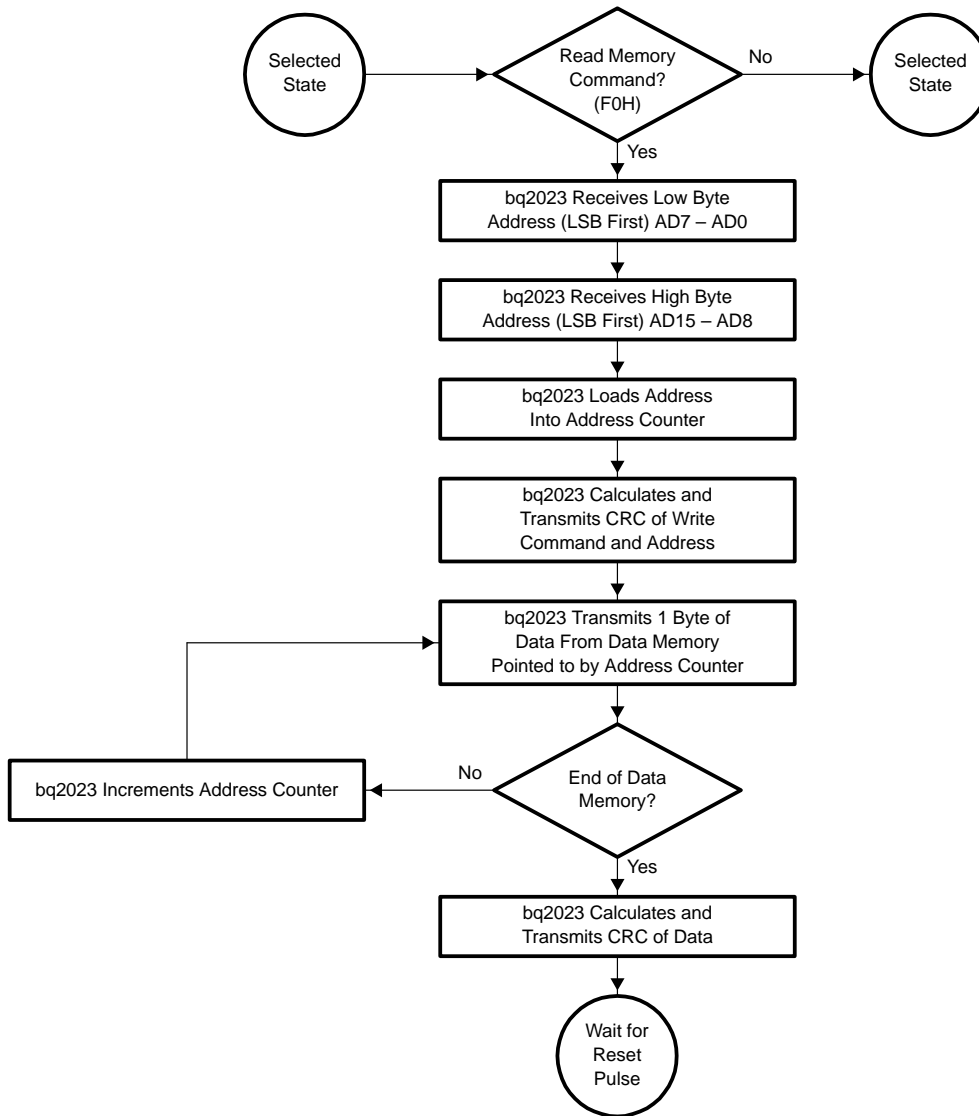 Selected
State
Read Memory
Command?
(F0H)
No
Selected
State
Yes
bq2023 Receives Low Byte
Address (LSB First) AD7 – AD0
bq2023 Receives High Byte
Address (LSB First) AD15 – AD8
bq2023 Loads Address
Into Address Counter
bq2023 Calculates and
Transmits CRC of Write
Command and Address
bq2023 Transmits 1 Byte of
Data From Data Memory
Pointed to by Address Counter
bq2023 Increments Address Counter
No
End of Data
Memory?
Yes
bq2023 Calculates and
Transmits CRC of Data
Wait for
Reset
Pulse